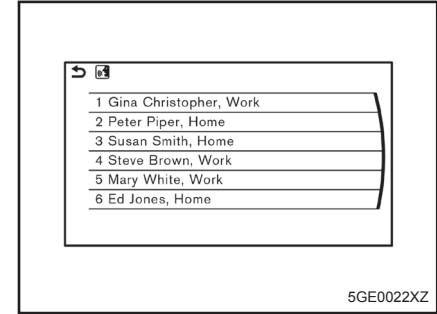 1 Gina Christopher, Work
2 Peter Piper, Home
3 Susan Smith, Home
4 Steve Brown, Work
5 Mary White, Work
6 Ed Jones, Home
5GE0022XZ